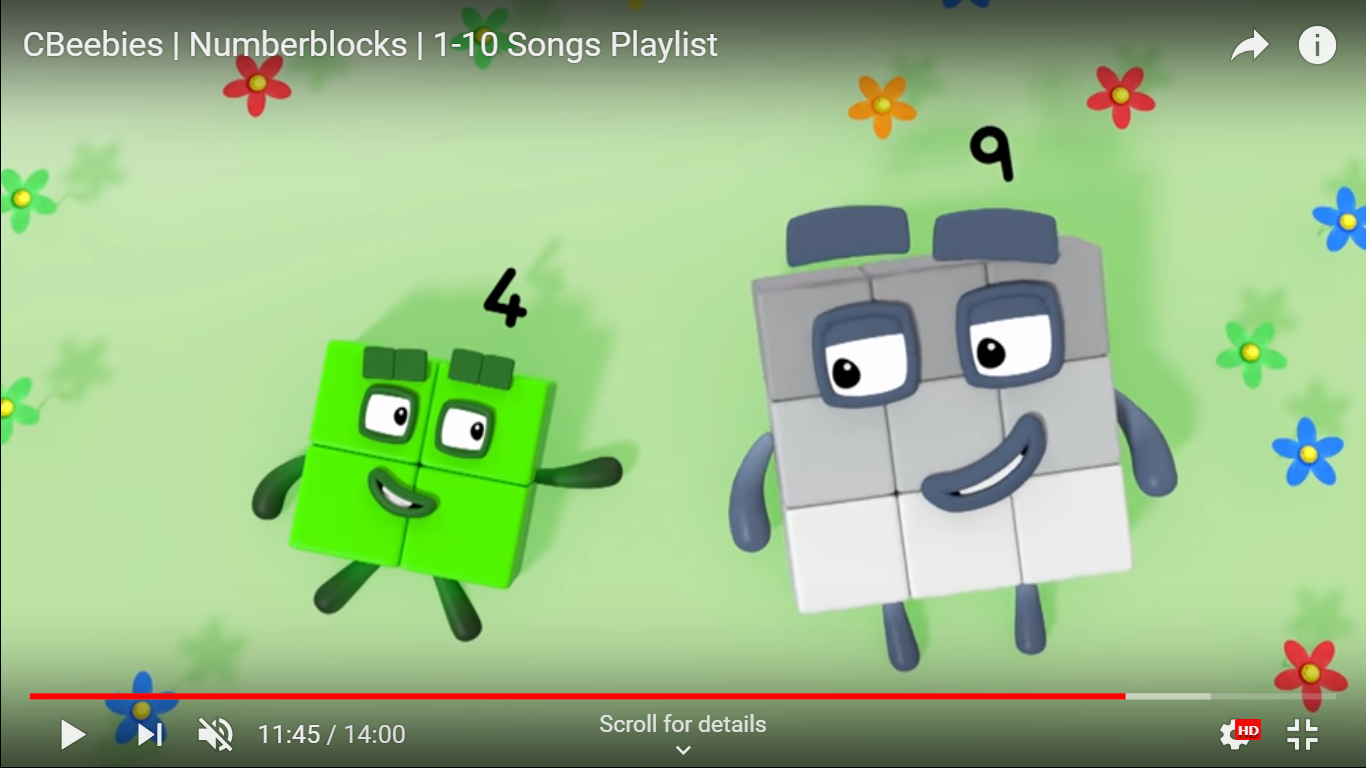 CBeebies | Numberblocks | 1-10 Songs Playlist
9
4
11:45 / 14:00
Scroll for details
HD